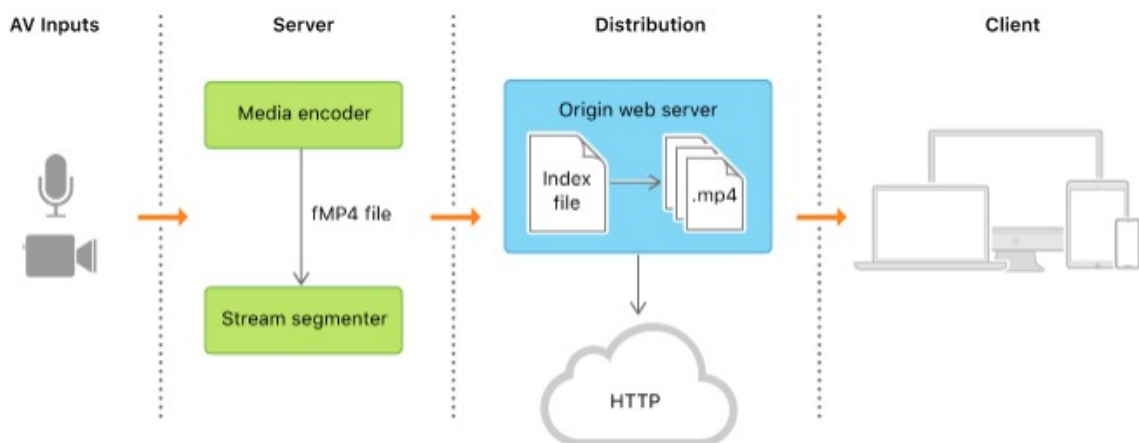 AV Inputs
Server
Distribution
Client
Media encoder
fMP4 file
Stream segmenter
Origin web server
Index
file
.mp4
HTTP